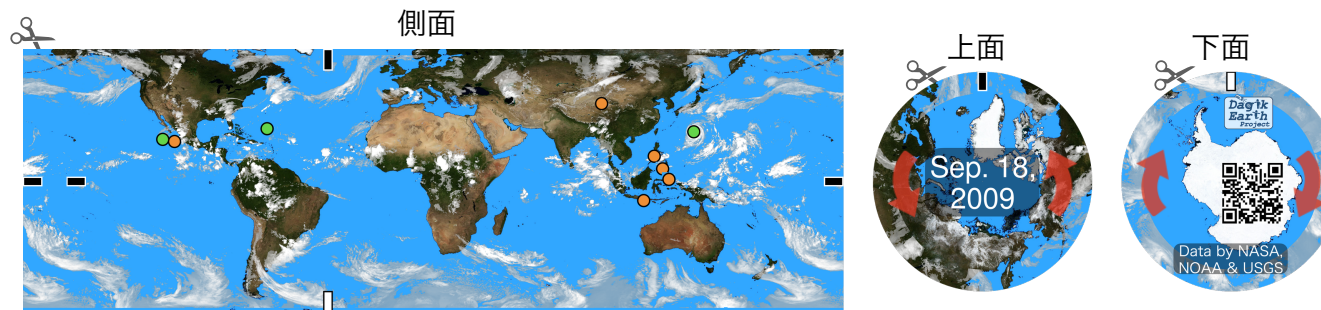 側面
上面
Sep. 18,
2009
下面
Dagik
Earth
Project
Data by NASA,
NOAA & USGS